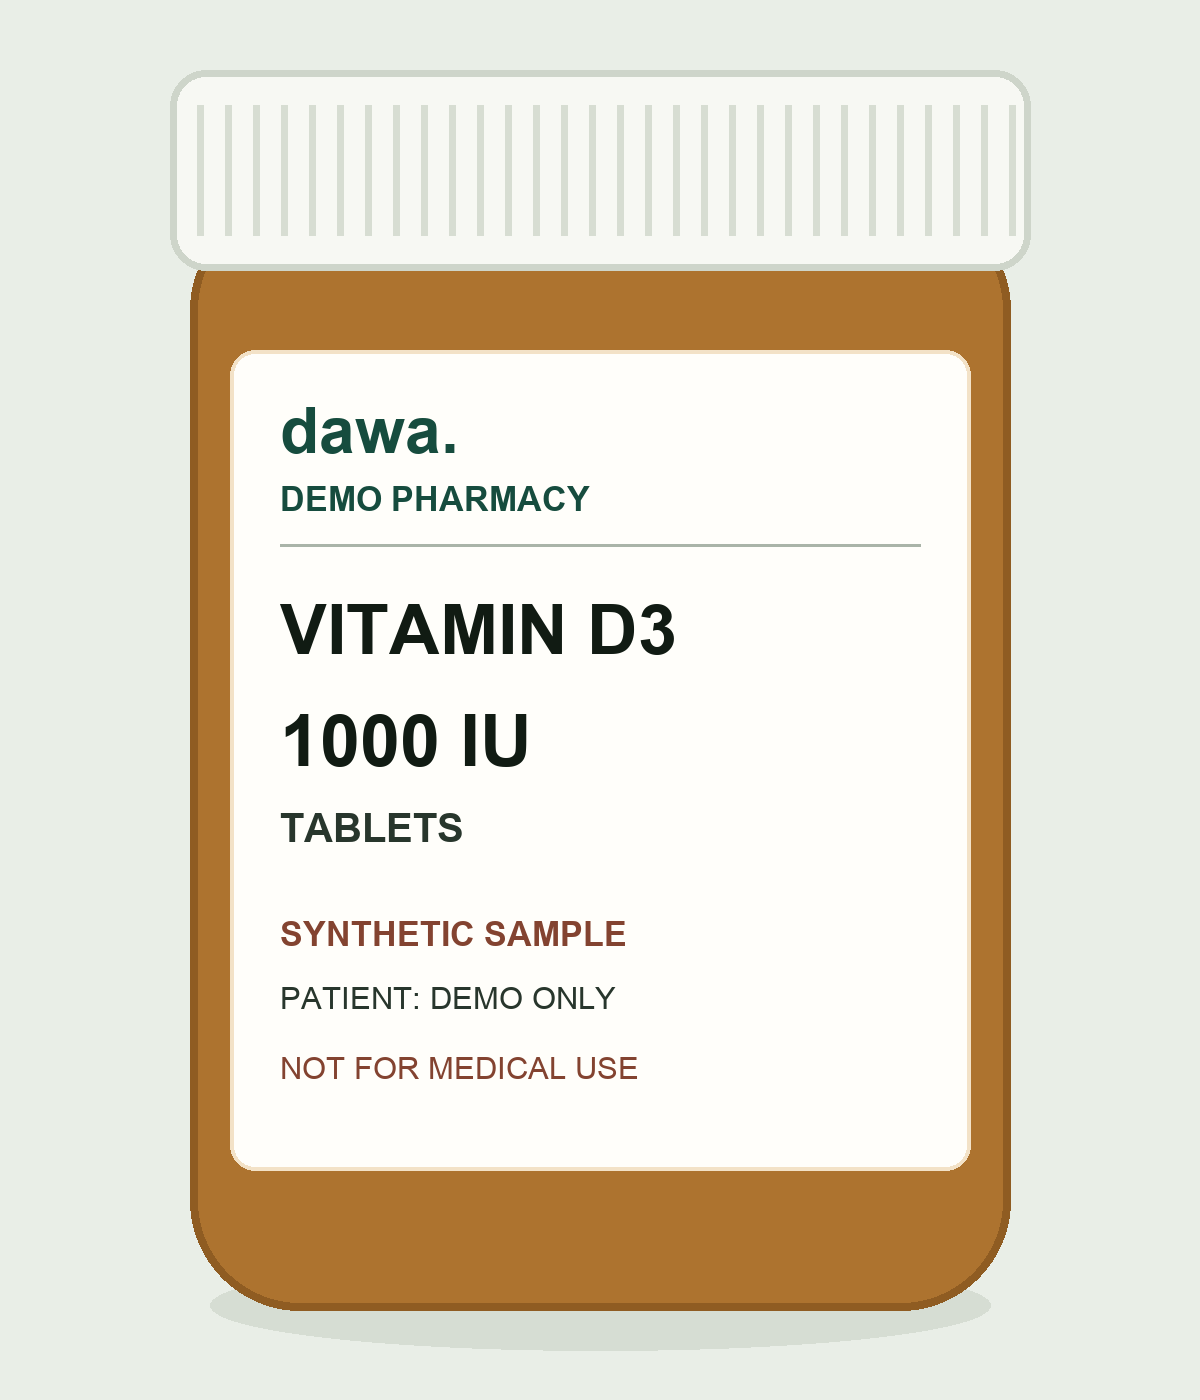 dawa.
DEMO PHARMACY
VITAMIN D3
1000 IU
TABLETS
SYNTHETIC SAMPLE
PATIENT: DEMO ONLY
NOT FOR MEDICAL USE